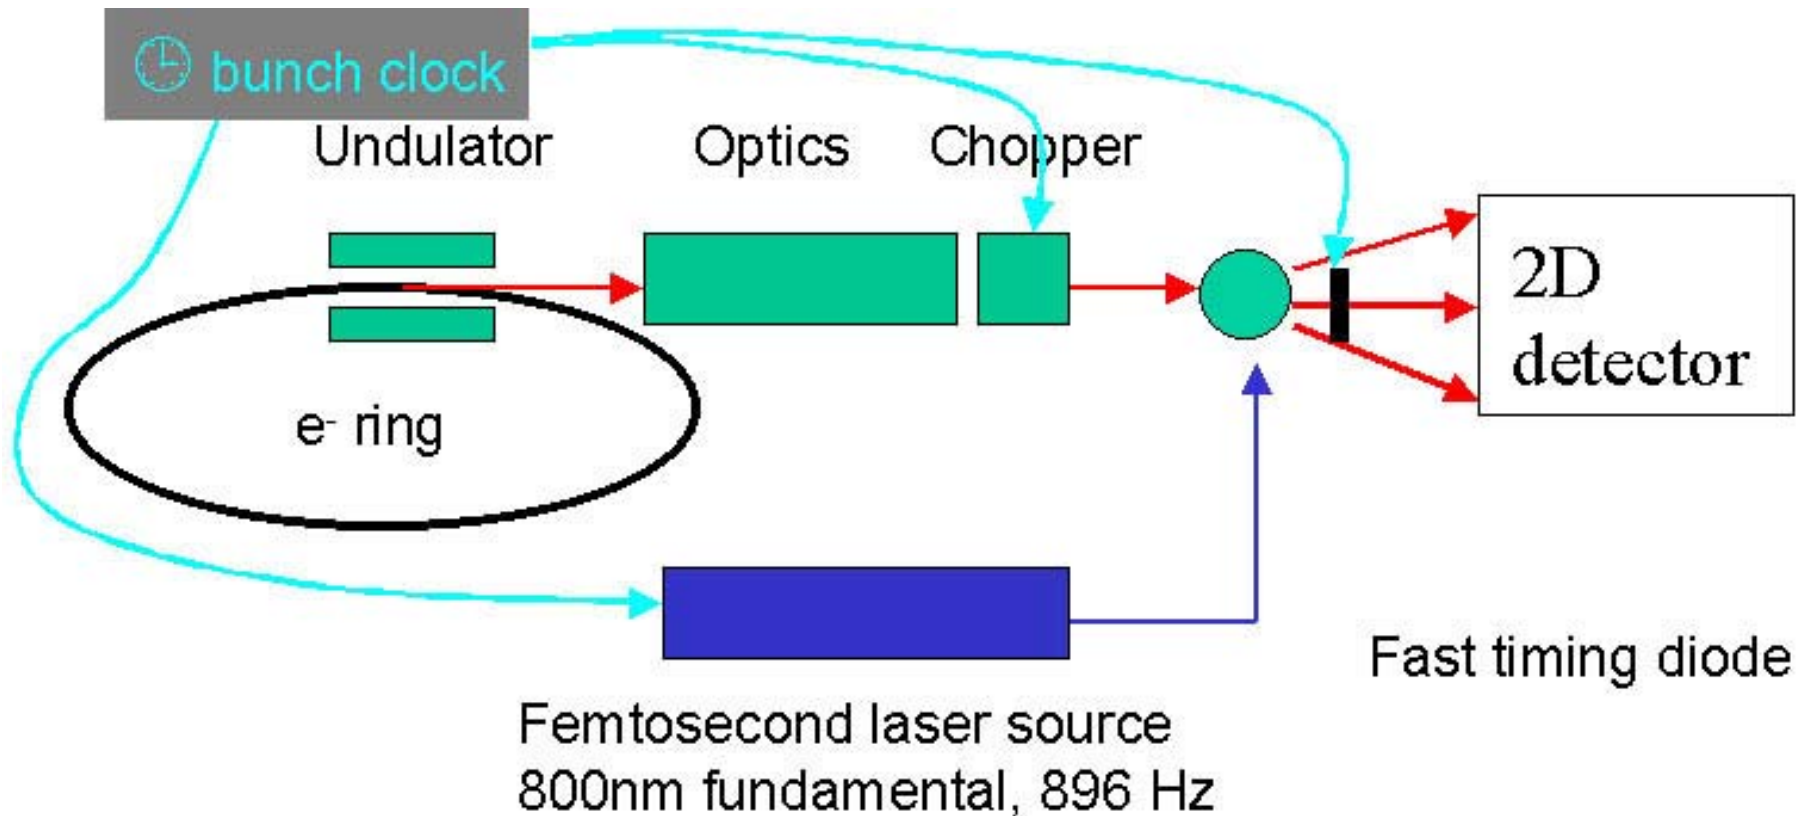 bunch clock
Undulator
Optics
Chopper
2D
detector
e- ring
Fast timing diode
Femtosecond laser source
800nm fundamental, 896 Hz